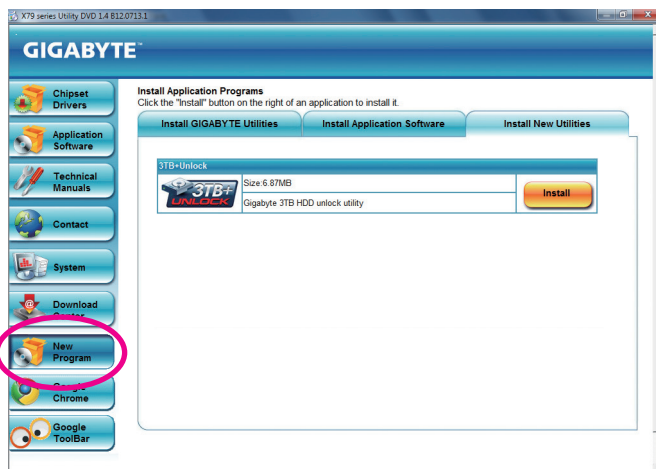 X79 series Utility DVD 1.4 B12.0713.1
GIGABYTE™
Chipset
Drivers
Application
Software
Technical
Manuals
Contact
System
Download
Center
New
Program
Google
Chrome
Google
ToolBar
Install Application Programs
Click the "Install" button on the right of an application to install it.
Install GIGABYTE Utilities
Install Application Software
Install New Utilities
3TB+Unlock
3TB+
UNLOCK
Size:6.87MB
Gigabyte 3TB HDD unlock utility
Install